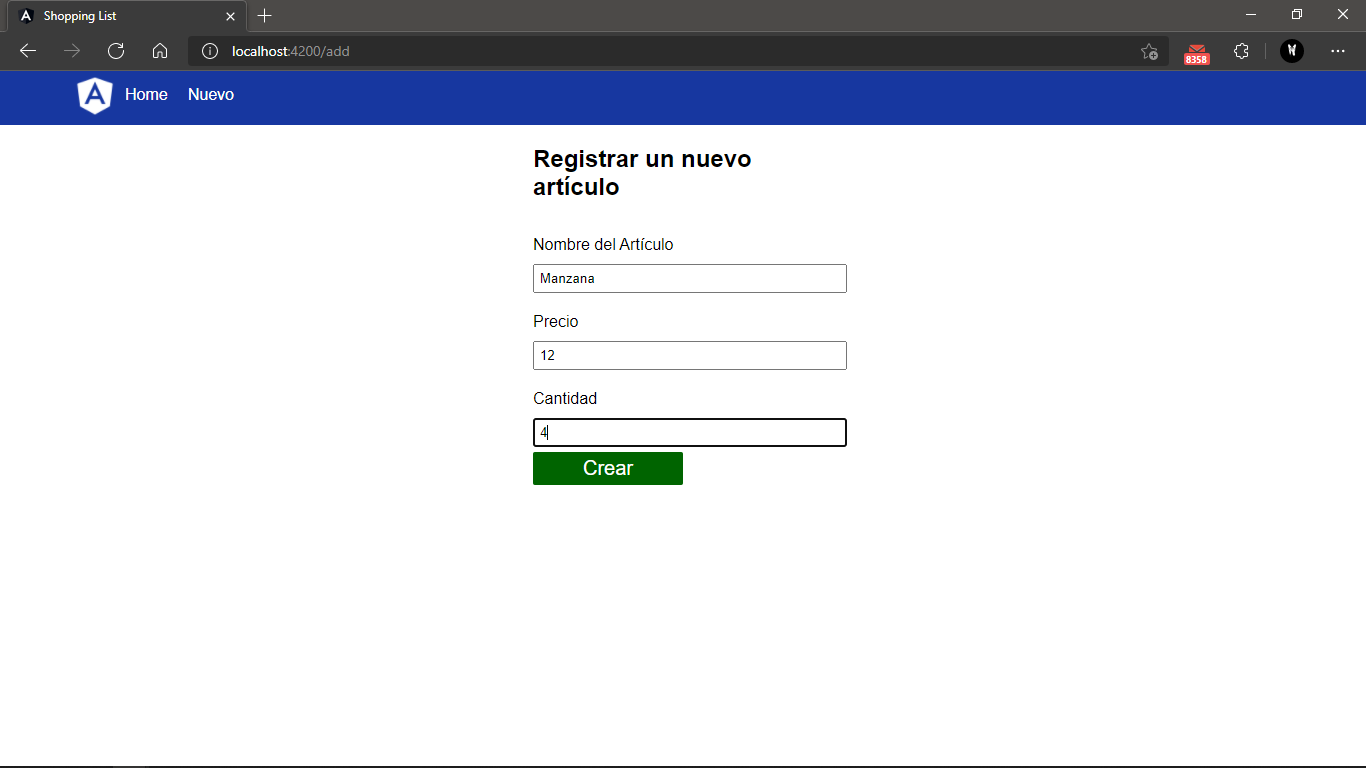 Shopping List
localhost:4200/add
8358
Home Nuevo
Registrar un nuevo
artículo
Nombre del Artículo
Manzana
Precio
12
Cantidad
4
Crear